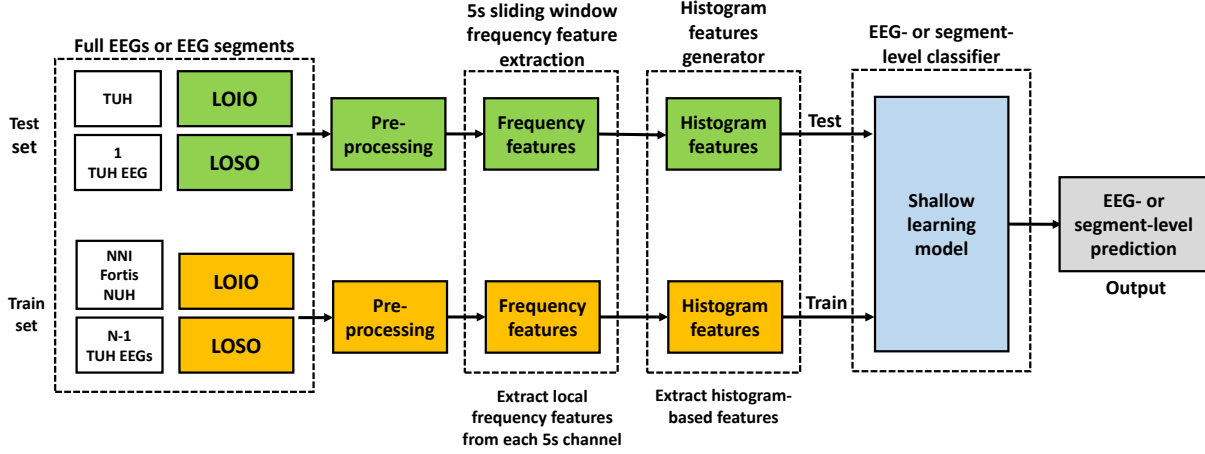 Full EEGs or EEG segments
5s sliding window
frequency feature
extraction
Histogram
features
generator
EEG- or segment-
level classifier
Test
set
TUH
LOIO
1
TUH EEG
LOSO
Pre-
processing
Frequency
features
Histogram
features
Test
Shallow
learning
model
EEG- or
segment-level
prediction
Output
Train
set
NNI
Fortis
NUH
LOIO
N-1
TUH EEGs
LOSO
Pre-
processing
Frequency
features
Histogram
features
Train
Extract local
frequency features
from each 5s channel
Extract histogram-
based features